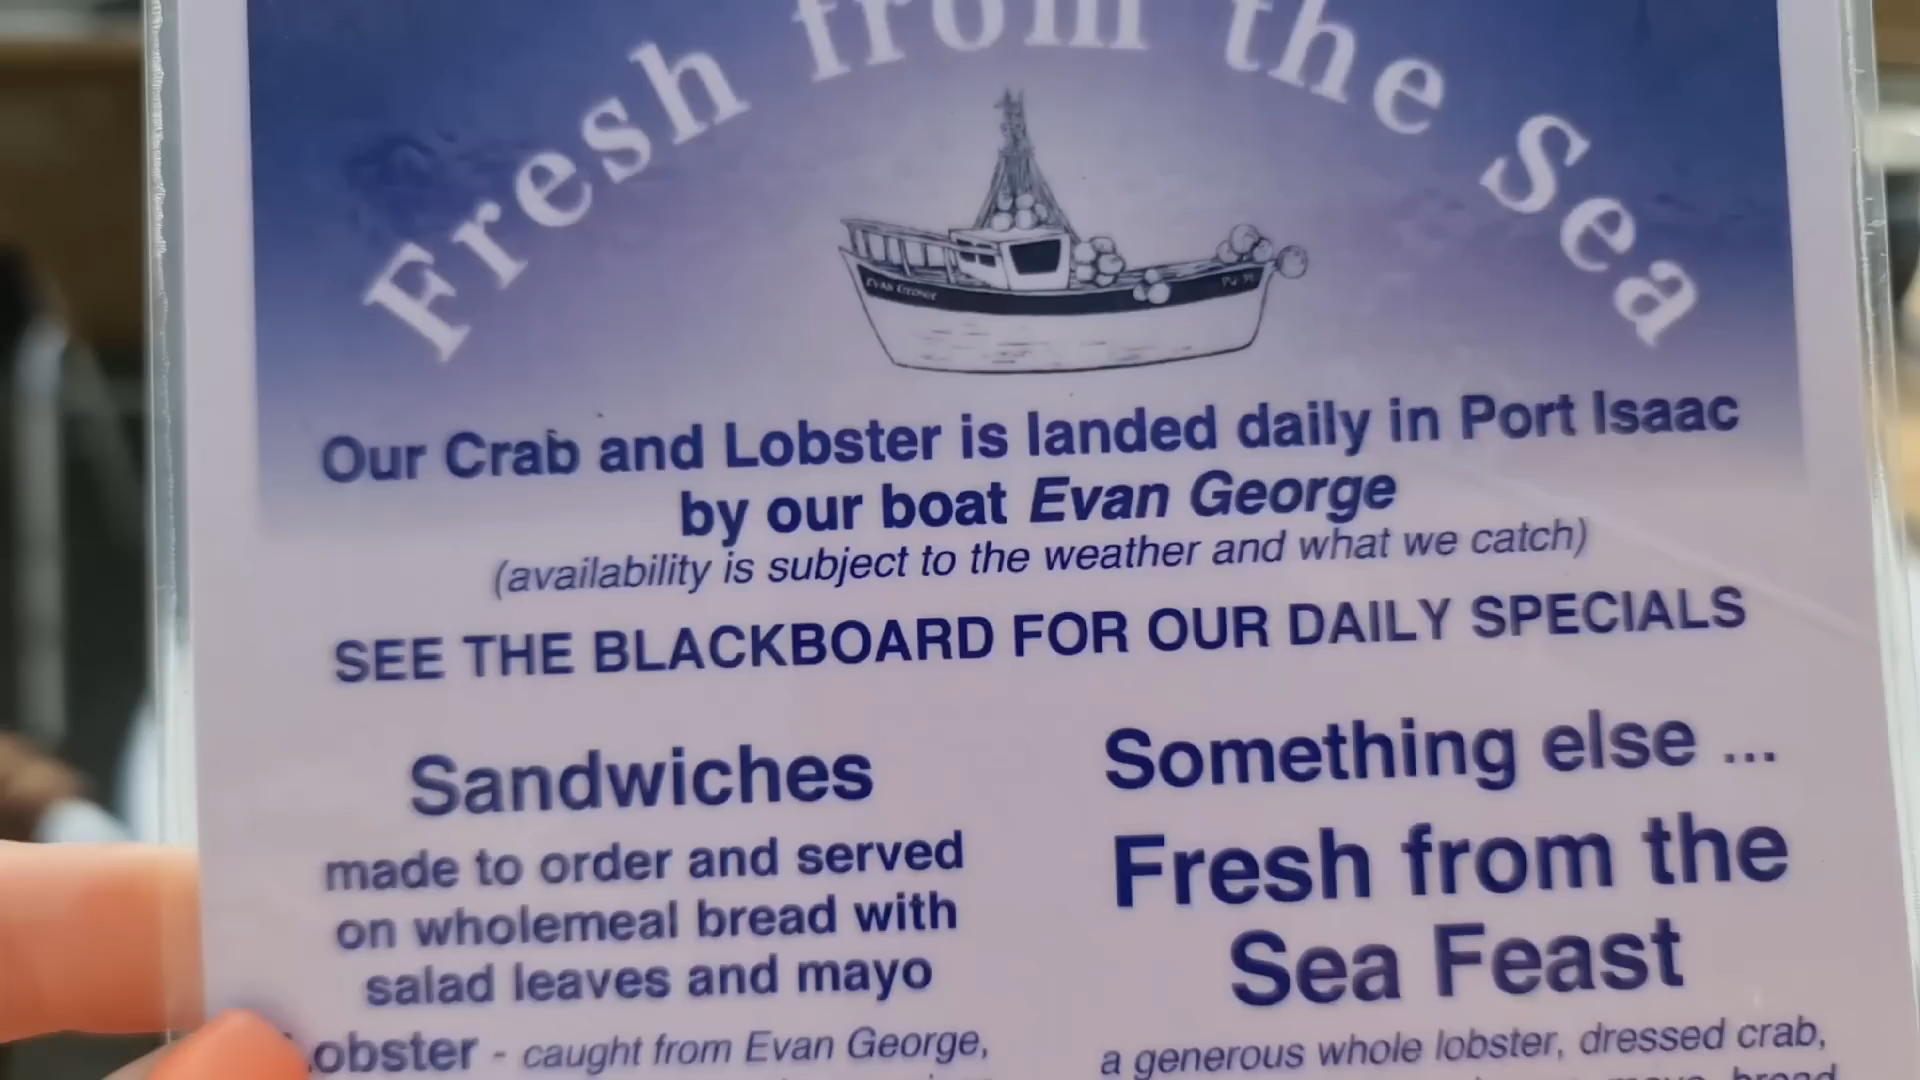 Fresh from the Sea
EVAN GEORGE
Our Crab and Lobster is landed daily in Port Isaac
by our boat Evan George
(availability is subject to the weather and what we catch)
SEE THE BLACKBOARD FOR OUR DAILY SPECIALS
Sandwiches
made to order and served
on wholemeal bread with
salad leaves and mayo
Lobster - caught from Evan George,
Something else ...
Fresh from the
Sea Feast
a generous whole lobster, dressed crab,